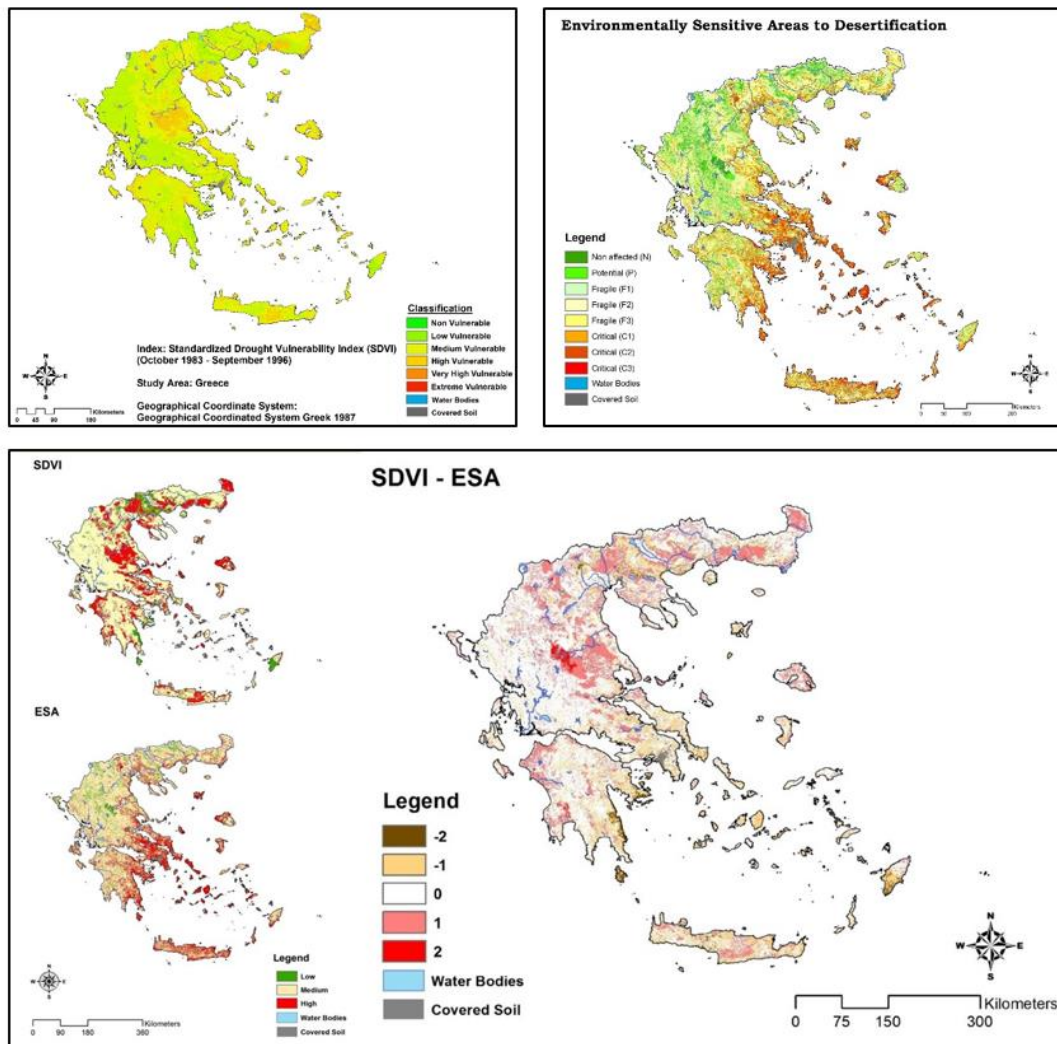 Classification
Non Vulnerable
Low Vulnerable
Medium Vulnerable
High Vulnerable
Very High Vulnerable
Extreme Vulnerable
Water Bodies
Covered Soil
Index: Standardized Drought Vulnerability Index (SDVI)
(October 1983 - September 1996)
Study Area: Greece
Geographical Coordinate System:
Geographical Coordinated System Greek 1987
N
W E
S
Kilometers
0 45 90 180
Environmentally Sensitive Areas to Desertification
Legend
Non affected (N)
Potential (P)
Fragile (F1)
Fragile (F2)
Fragile (F3)
Critical (C1)
Critical (C2)
Critical (C3)
Water Bodies
Covered Soil
N
W E
S
Kilometers
0 50 100 200
SDVI
ESA
Legend
Low
Medium
High
Water Bodies
Covered Soil
N
W E
S
Kilometers
0 90 180 360
SDVI - ESA
Legend
-2
-1
0
1
2
Water Bodies
Covered Soil
N
W E
S
Kilometers
0 75 150 300